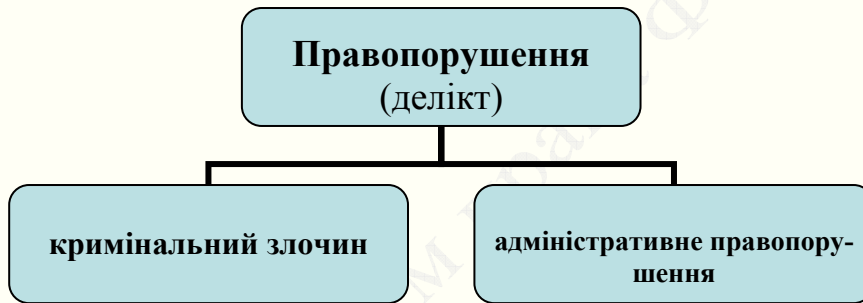 Правопорушення
(делікт)
кримінальний злочин
адміністративне правопору-
шення